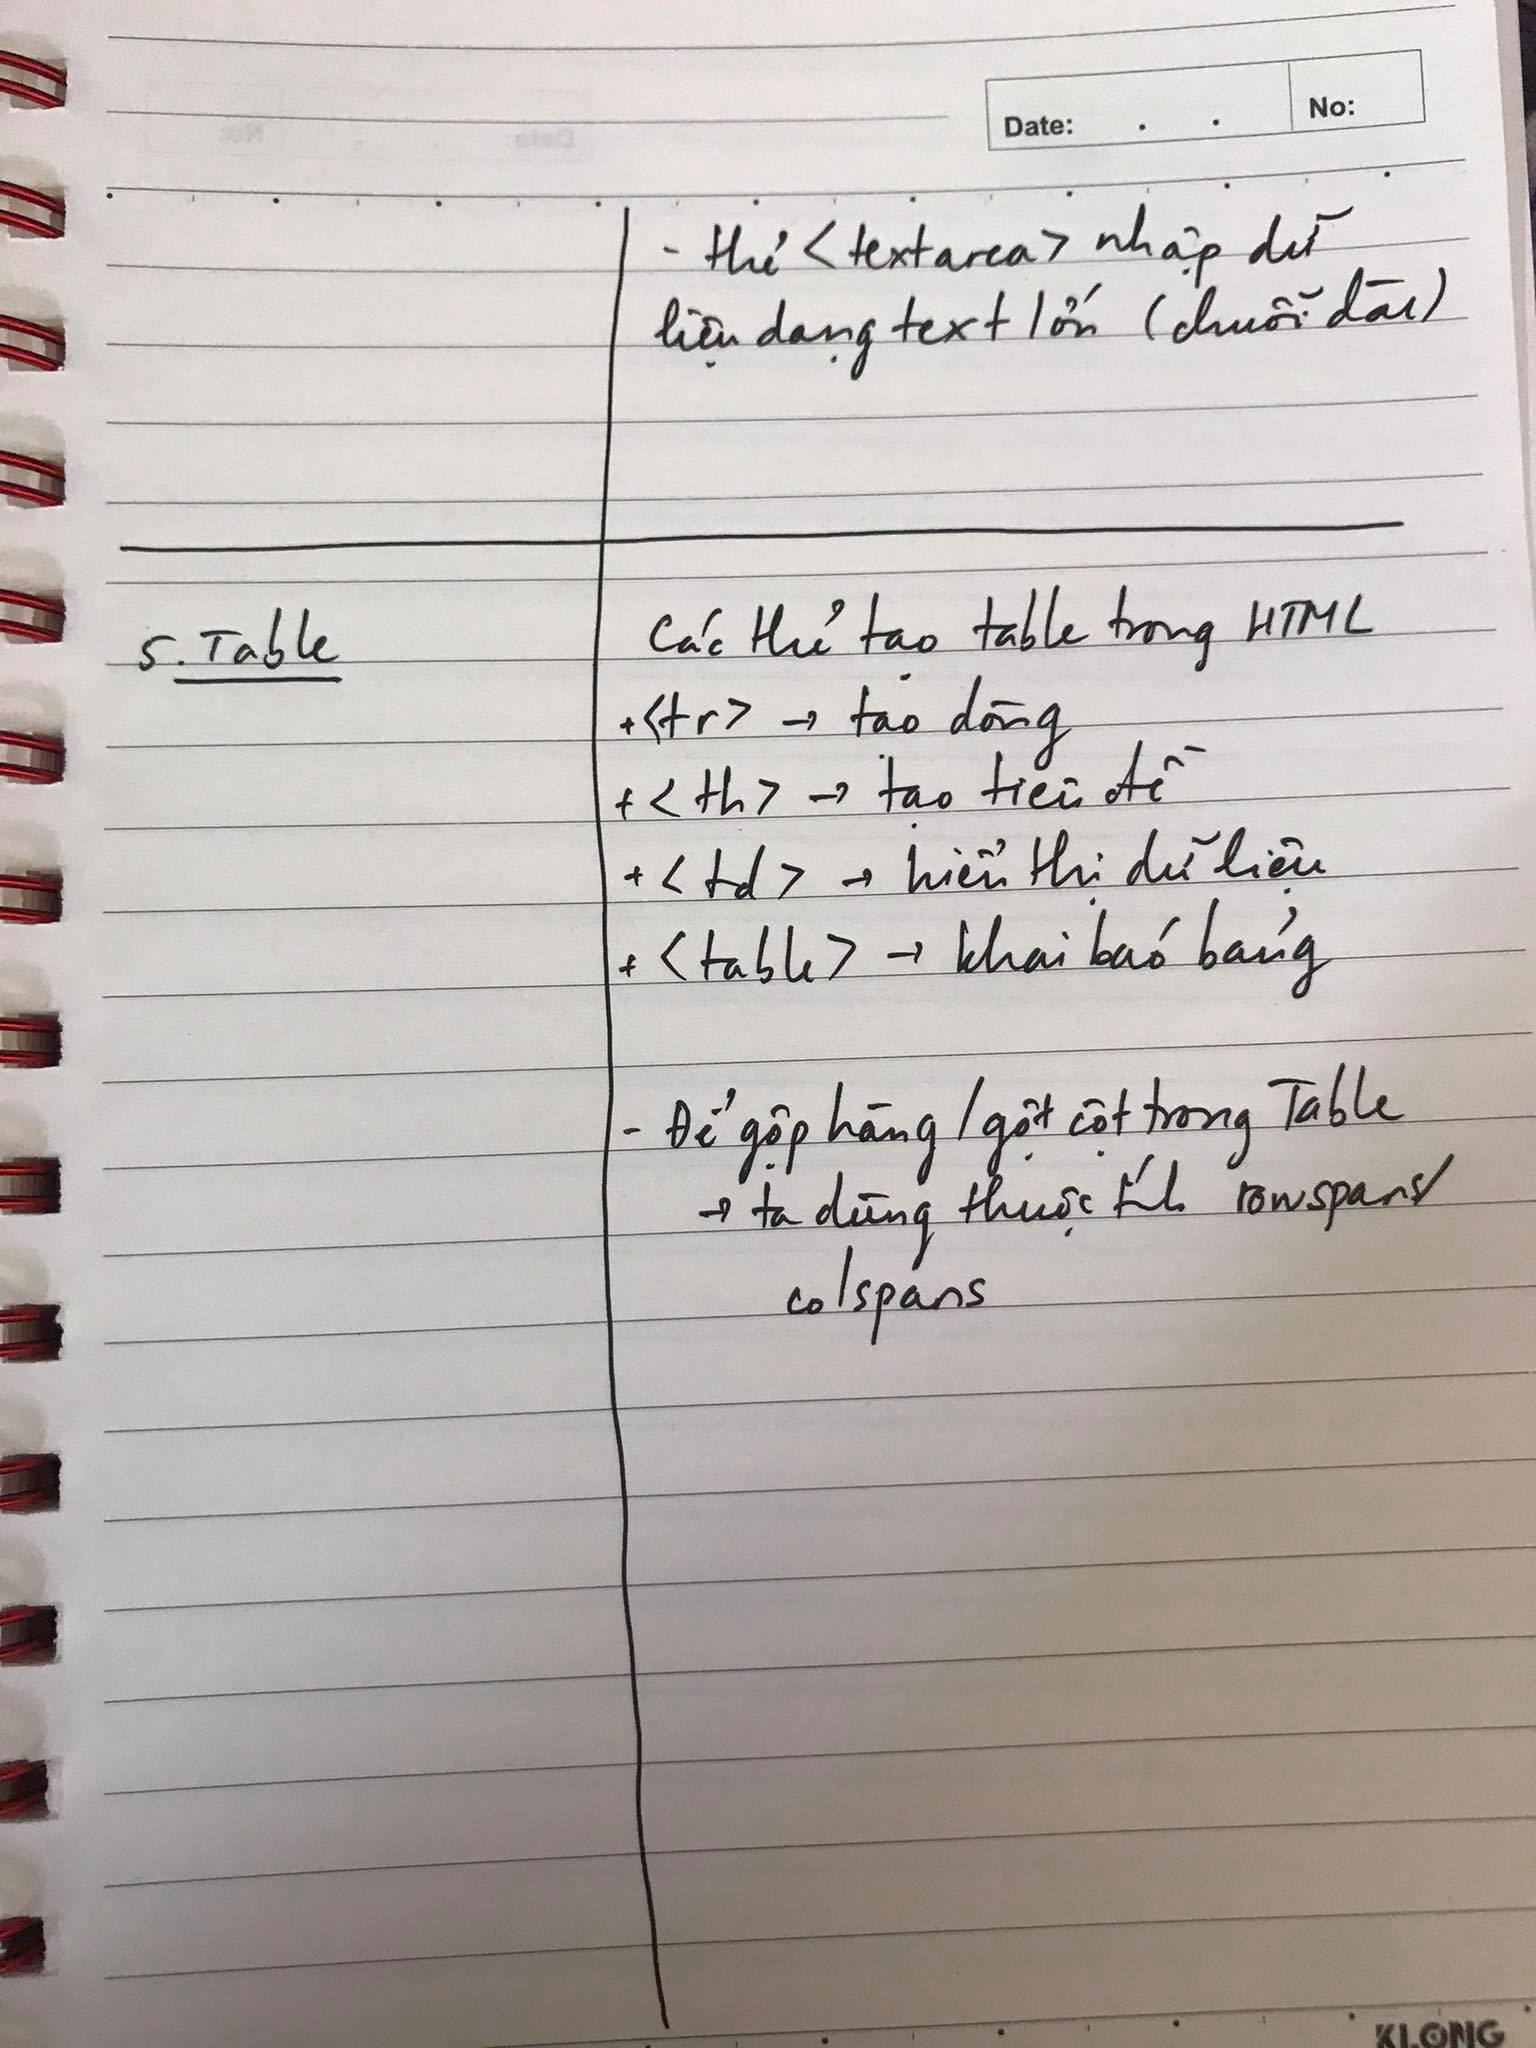 Date: . . No:
- thẻ <textarea> nhập dữ
liệu dạng text lớn (chuỗi dài)
5. Table
Các thẻ tạo table trong HTML
+ <tr> → tạo dòng
+ <th> → tạo tiêu đề
+ <td> → hiển thị dữ liệu
+ <table> → khai báo bảng
- Để gộp hàng / gột cột trong Table
→ ta dùng thuộc tính rowspans/
colspans
KLONG